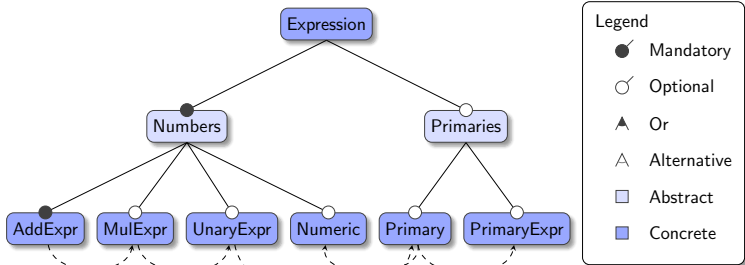 Expression
Numbers
Primaries
AddExpr
MulExpr
UnaryExpr
Numeric
Primary
PrimaryExpr
Legend
Mandatory
Optional
Or
Alternative
Abstract
Concrete